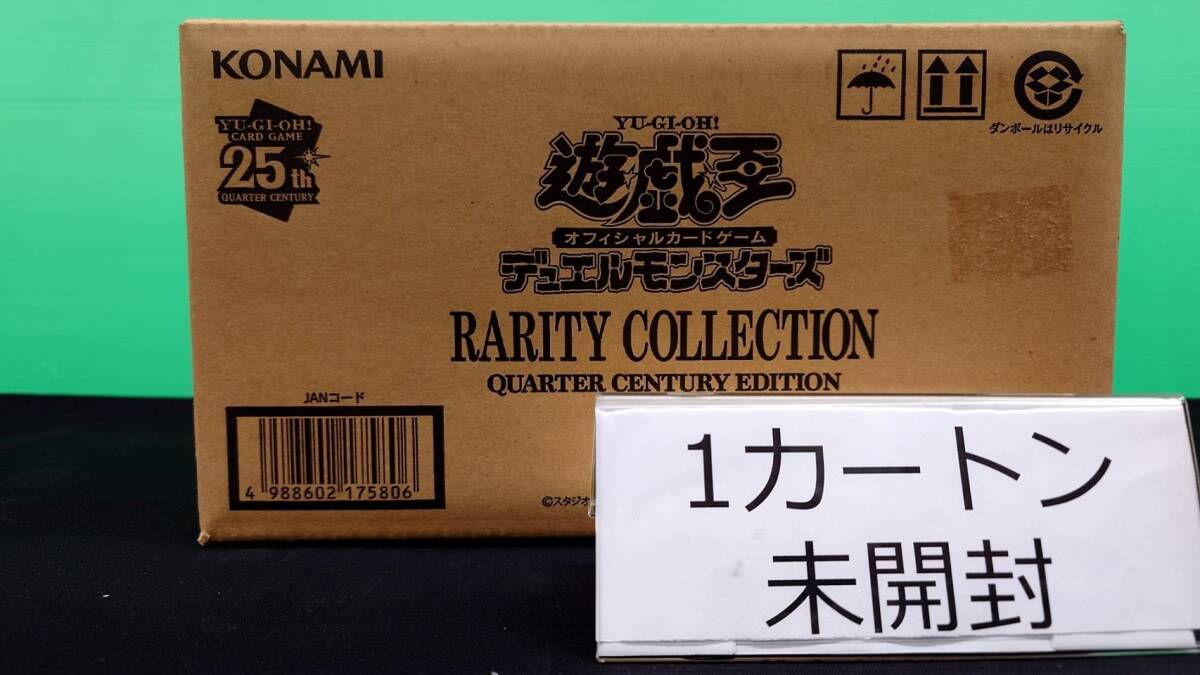 KONAMI
YU-GI-OH!
CARD GAME
25th
QUARTER CENTURY
ダンボールはリサイクル
YU-GI-OH!
遊戯王
オフィシャルカードゲーム
デュエルモンスターズ
RARITY COLLECTION
QUARTER CENTURY EDITION
JANコード
4 988602 175806
©スタジオ
1カートン
未開封